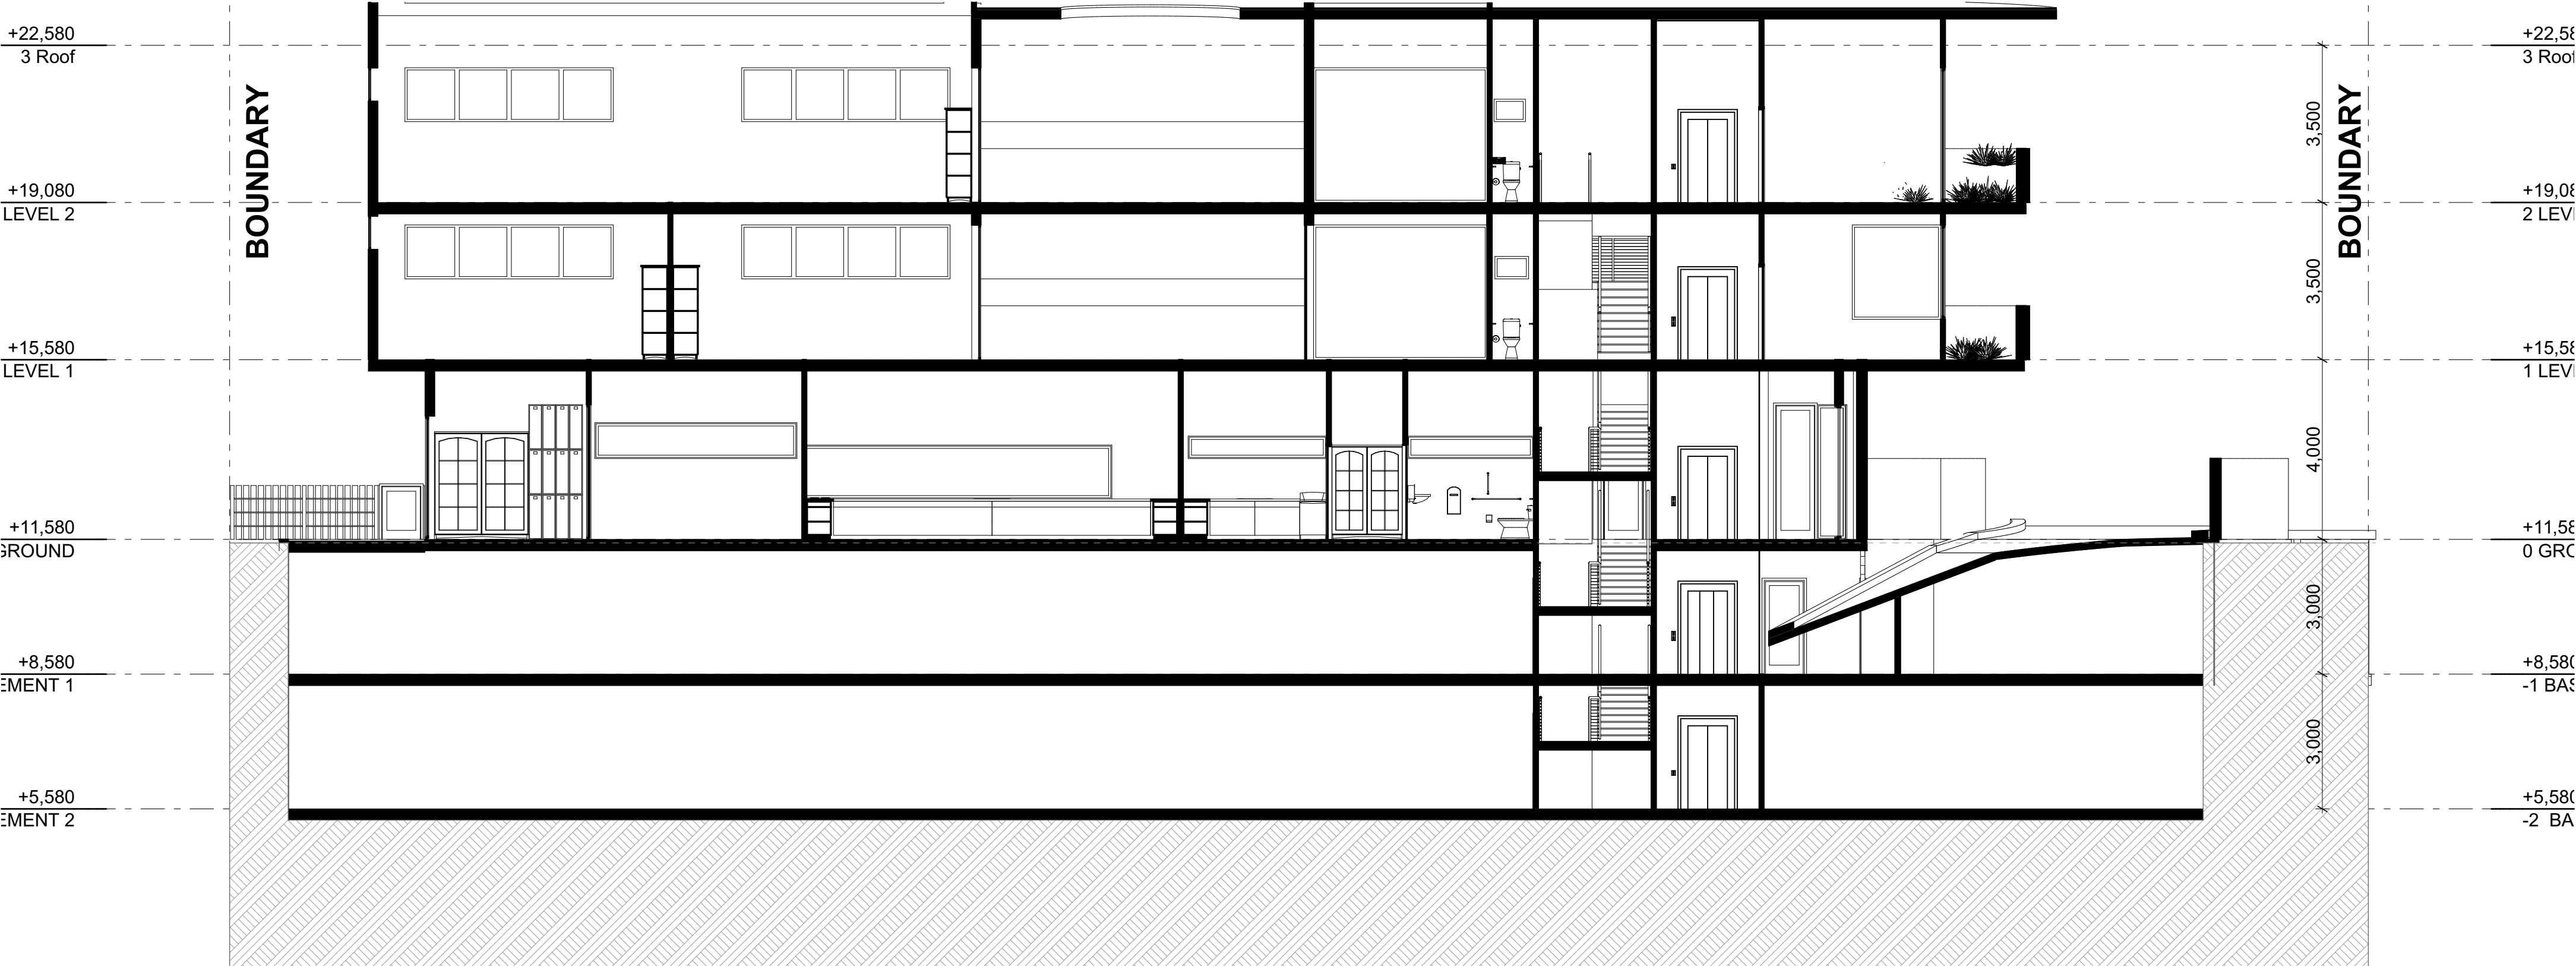 +22,580
3 Roof
+19,080
LEVEL 2
+15,580
LEVEL 1
+11,580
GROUND
+8,580
EMENT 1
+5,580
EMENT 2
BOUNDARY
3,500
3,500
4,000
3,000
3,000
BOUNDARY
+22,58
3 Roof
+19,08
2 LEV
+15,58
1 LEV
+11,58
0 GRO
+8,580
-1 BAS
+5,580
-2 BA